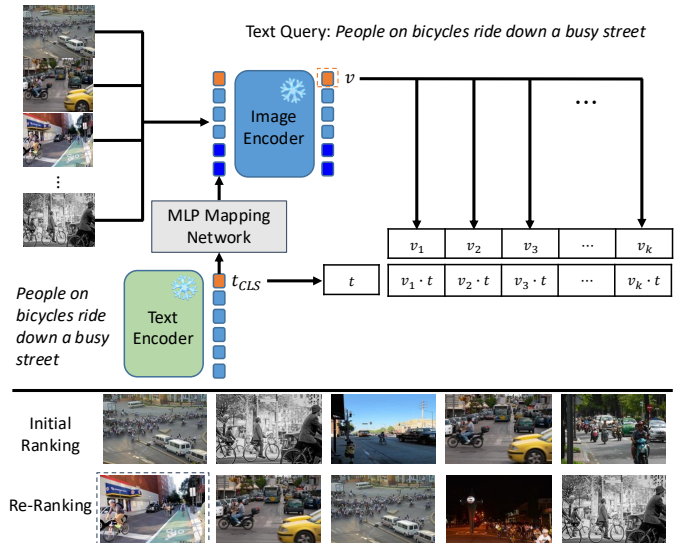 Text Query: People on bicycles ride down a busy street
v
...
Image
Encoder
...
MLP Mapping
Network
v₁ v₂ v₃ ... vₖ
t_CLS
t
v₁ · t v₂ · t v₃ · t ... vₖ · t
People on
bicycles ride
down a busy
street
Text
Encoder
Initial
Ranking
Re-Ranking